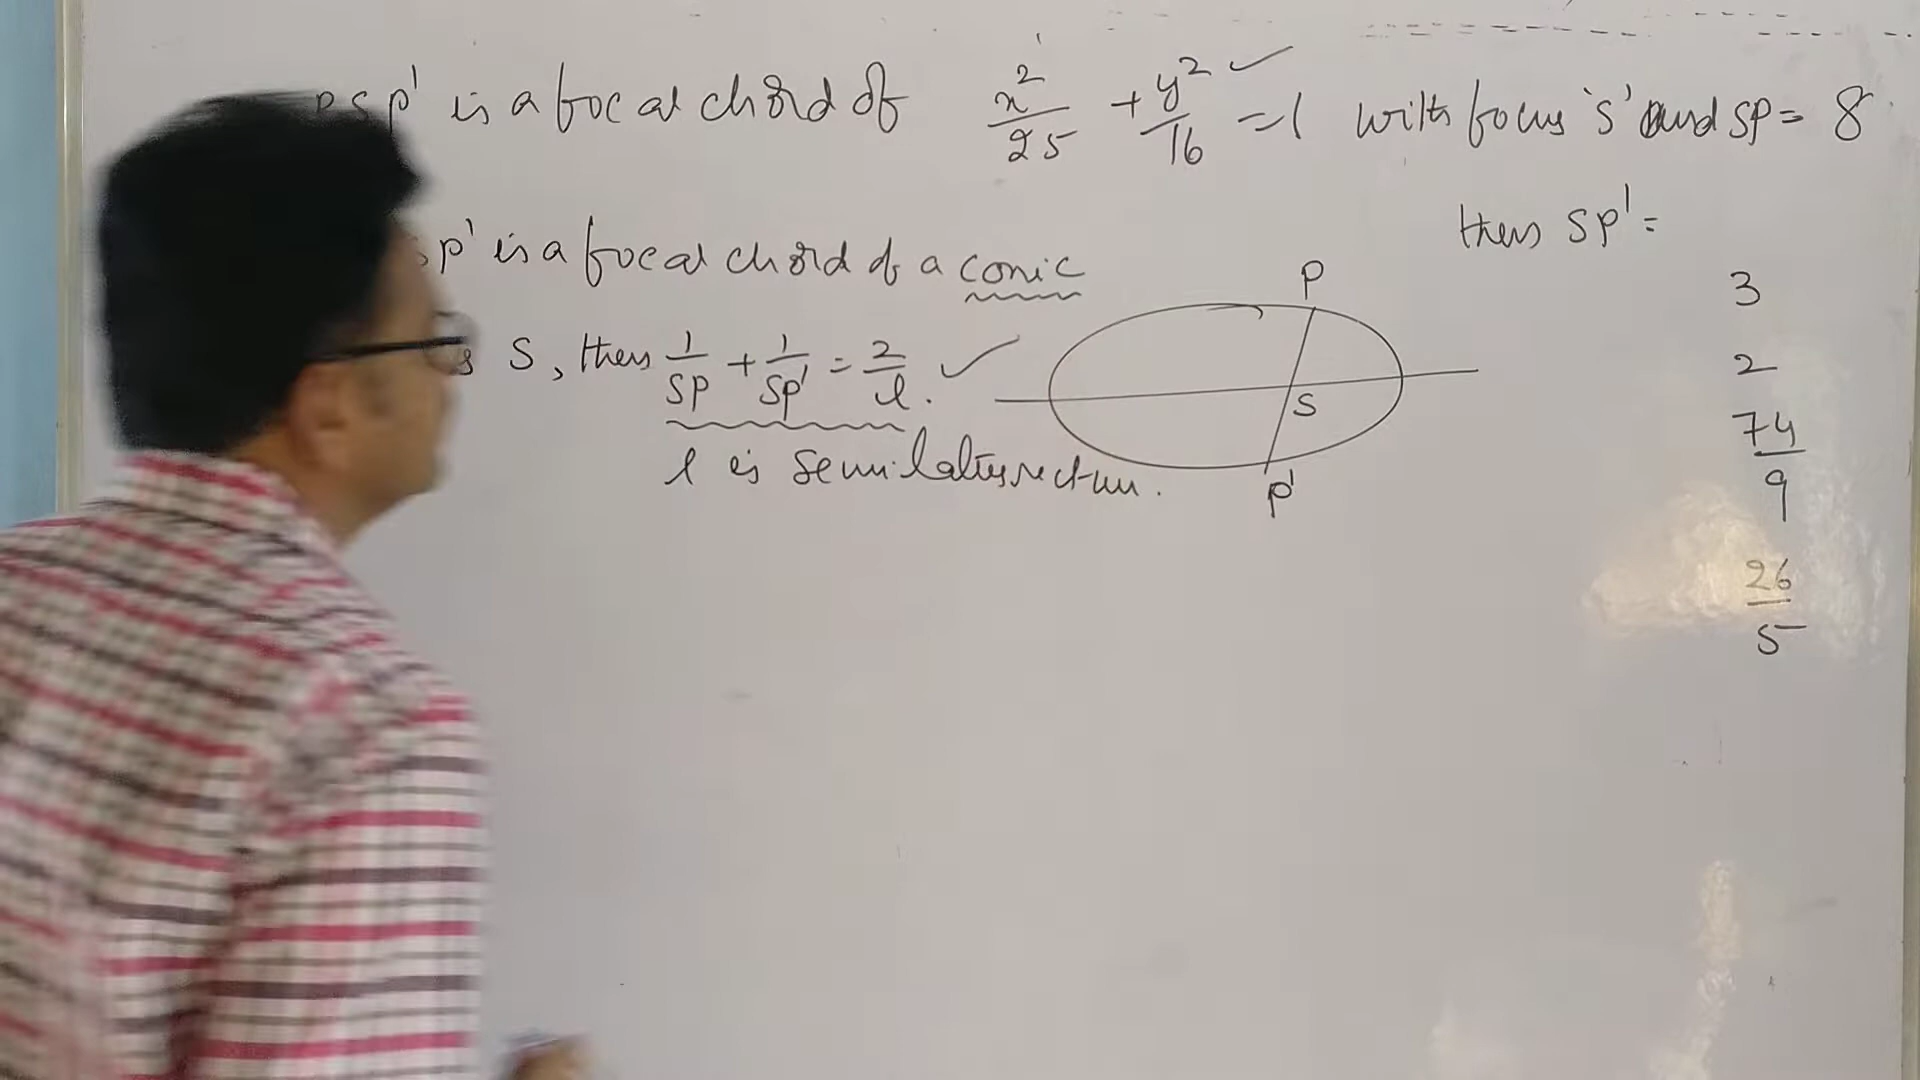 PSP' is a focal chord of x²/25 + y²/16 = 1 with focus 's' and SP = 8
then SP' =
3
2
74/9
26/5
SP' is a focal chord of a conic
S, then 1/SP + 1/SP' = 2/l.
l is semilatusrectum.
P
S
P'